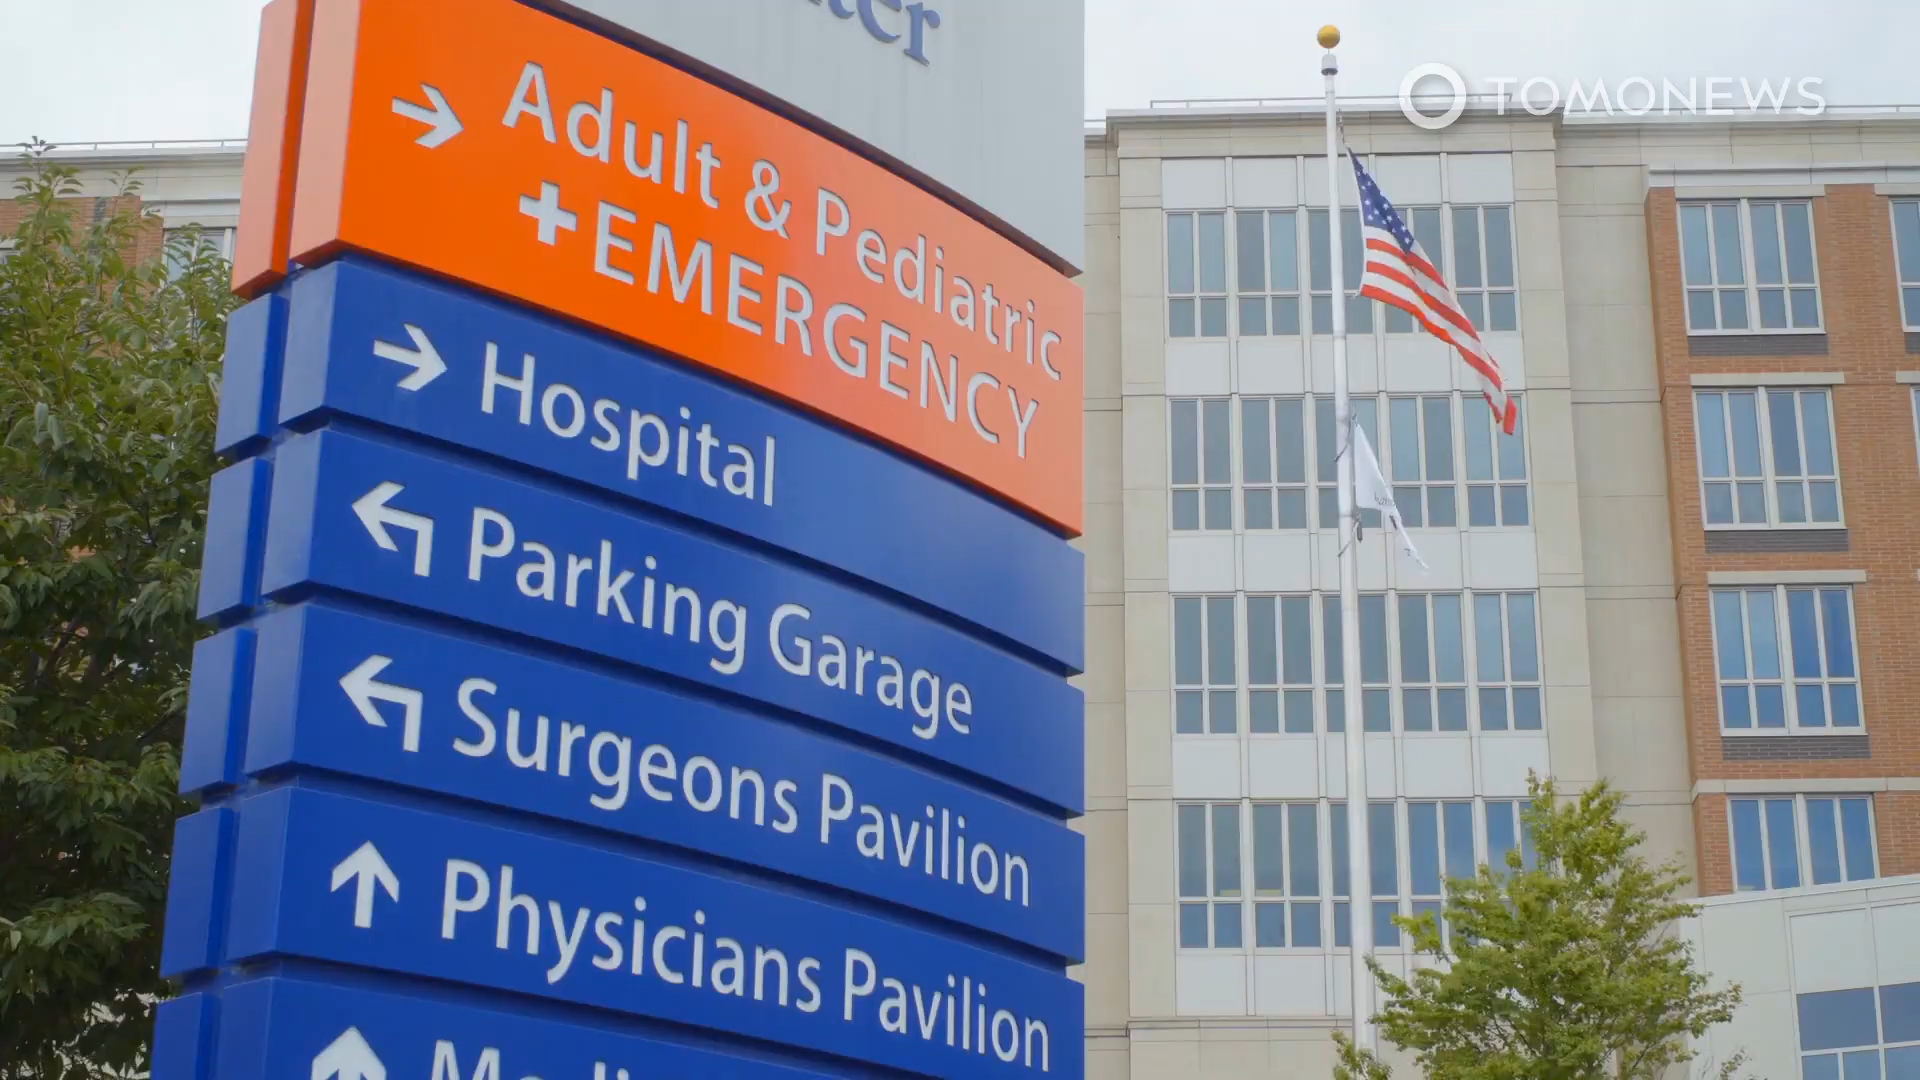 TOMONEWS
Adult & Pediatric
+EMERGENCY
Hospital
Parking Garage
Surgeons Pavilion
Physicians Pavilion